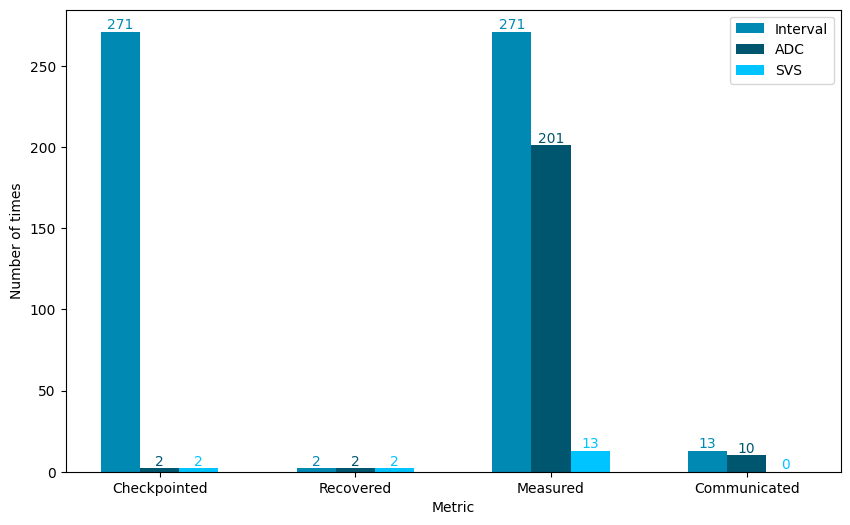 271
271
Interval
ADC
SVS
250
200
201
150
100
50
0
2
2
2
2
2
13
13
10
0
Checkpointed
Recovered
Measured
Communicated
Number of times
Metric